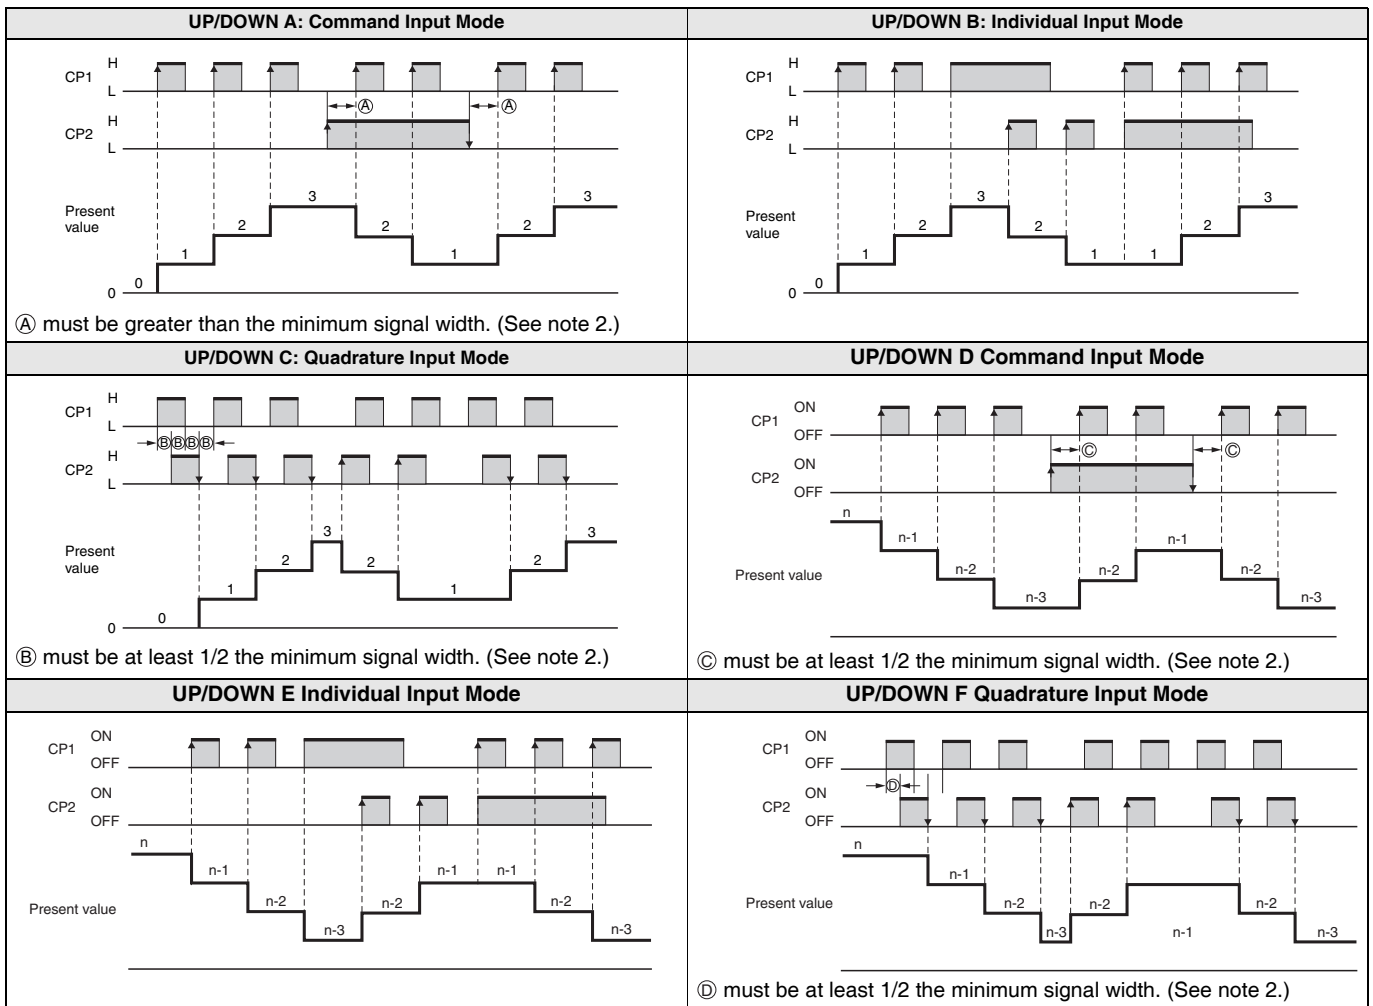 UP/DOWN A: Command Input Mode
CP1 H
L
Ⓐ Ⓐ
CP2 H
L
Present
value
0 0 1 2 3 2 1 2 3
Ⓐ must be greater than the minimum signal width. (See note 2.)
UP/DOWN B: Individual Input Mode
CP1 H
L
CP2 H
L
Present
value
0 0 1 2 3 2 1 1 2 3
UP/DOWN C: Quadrature Input Mode
CP1 H
L
Ⓑ Ⓑ Ⓑ Ⓑ
CP2 H
L
Present
value
0 0 1 2 3 2 1 2 3
Ⓑ must be at least 1/2 the minimum signal width. (See note 2.)
UP/DOWN D Command Input Mode
CP1 ON
OFF
Ⓒ Ⓒ
CP2 ON
OFF
Present value
n n-1 n-2 n-3 n-2 n-1 n-2 n-3
Ⓒ must be at least 1/2 the minimum signal width. (See note 2.)
UP/DOWN E Individual Input Mode
CP1 ON
OFF
CP2 ON
OFF
Present value
n n-1 n-2 n-3 n-2 n-1 n-1 n-2 n-3
UP/DOWN F Quadrature Input Mode
CP1 ON
OFF
Ⓓ
CP2 ON
OFF
Present value
n n-1 n-2 n-3 n-2 n-1 n-2 n-3
Ⓓ must be at least 1/2 the minimum signal width. (See note 2.)